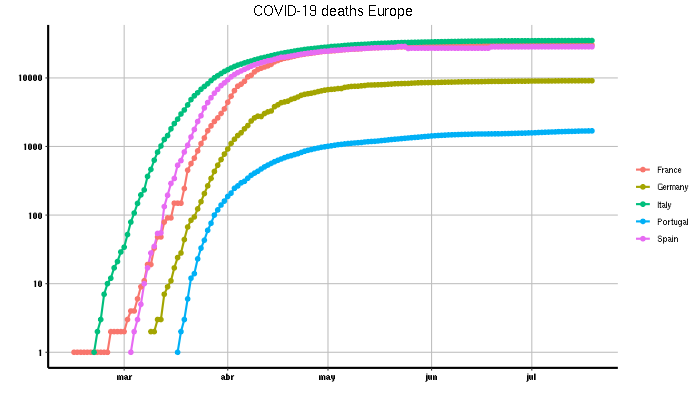 COVID-19 deaths Europe
10000
1000
100
10
1
mar
abr
may
jun
jul
France
Germany
Italy
Portugal
Spain